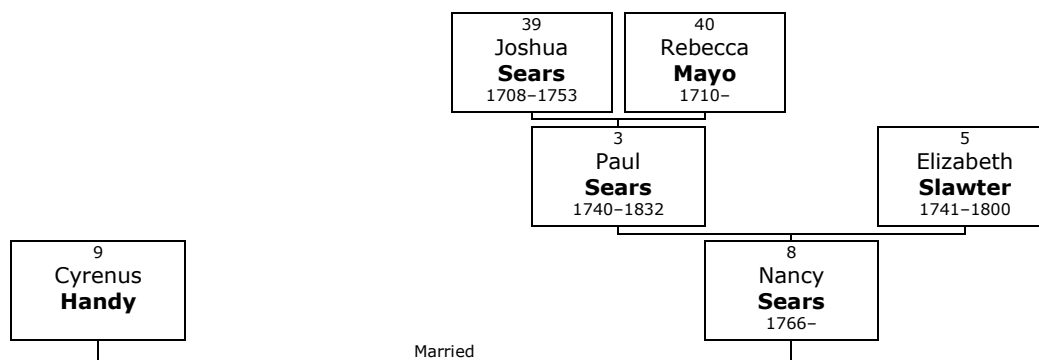 39
Joshua
Sears
1708–1753
40
Rebecca
Mayo
1710–
3
Paul
Sears
1740–1832
5
Elizabeth
Slawter
1741–1800
9
Cyrenus
Handy
8
Nancy
Sears
1766–
Married